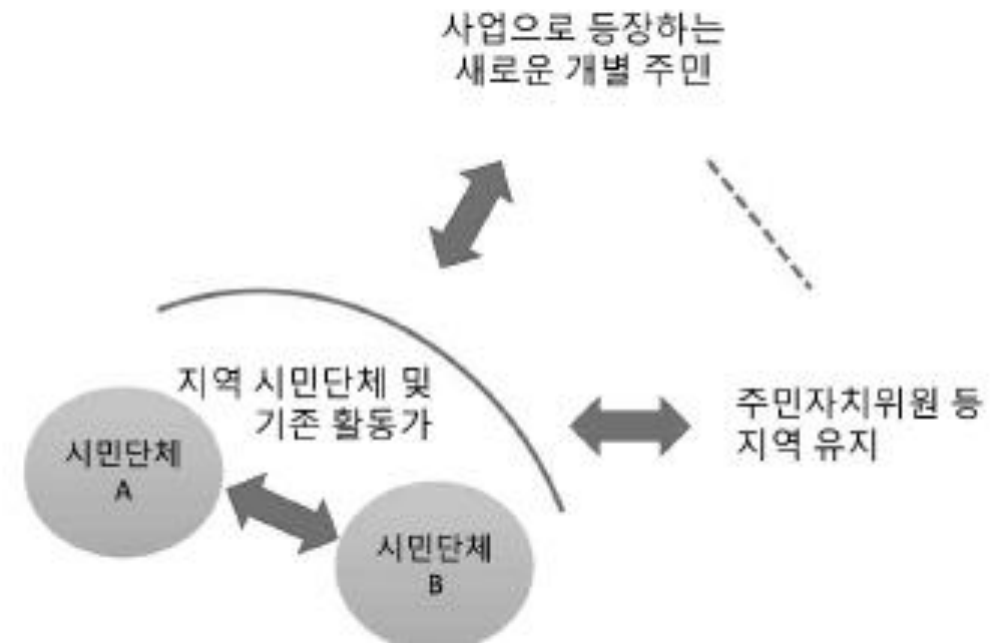 사업으로 등장하는
새로운 개별 주민
지역 시민단체 및
기존 활동가
시민단체
A
시민단체
B
주민자치위원 등
지역 유지